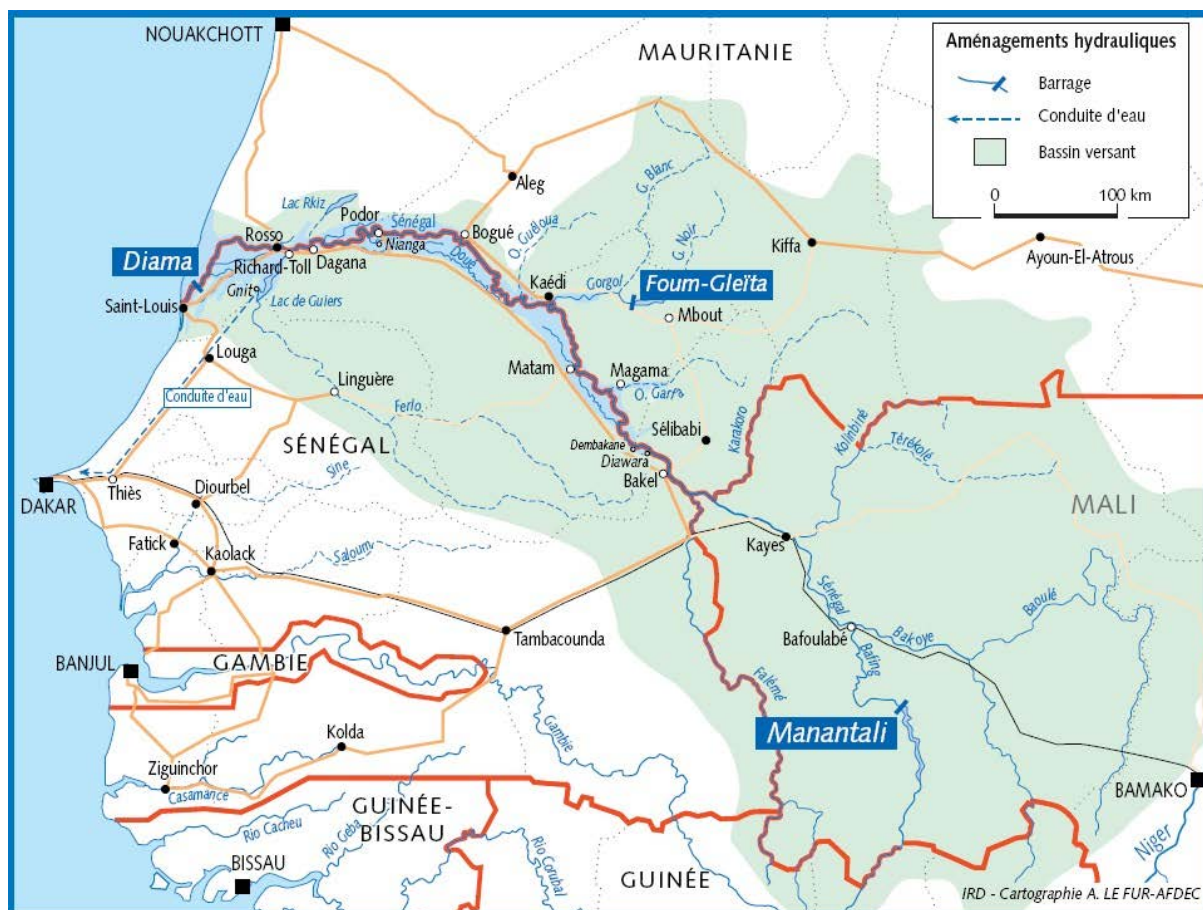 NOUAKCHOTT
MAURITANIE
Aménagements hydrauliques
Barrage
Conduite d'eau
Bassin versant
0 100 km
Aleg
G. Blanc
Lac Rkiz
Podor
Sénégal
Bogué
O. Guéloua
G. Noir
Kiffa
Ayoun-El-Atrous
Rosso
Nianga
Doué
Diama
Richard-Toll
Dagana
Kaédi
Gorgol
Foum-Gleïta
Gnit
Lac de Guiers
Saint-Louis
Mbout
Louga
Matam
Magama
Linguère
O. Garfa
Conduite d'eau
Ferlo
Karakoro
Kolinbiné
Sélibabi
Térékolé
SÉNÉGAL
Dembakane
Diawara
Sine
Bakel
DAKAR
Thiès
Diourbel
MALI
Fatick
Kayes
Kaolack
Saloum
Sénégal
Baoulé
Tambacounda
Bafoulabé
Bakoye
BANJUL
GAMBIE
Bafing
Falémé
Manantali
Kolda
Gambie
Ziguinchor
Casamance
BAMAKO
GUINÉE-
BISSAU
Rio Cacheu
Rio Geba
Rio Corubal
Niger
BISSAU
GUINÉE
IRD - Cartographie A. LE FUR-AFDEC